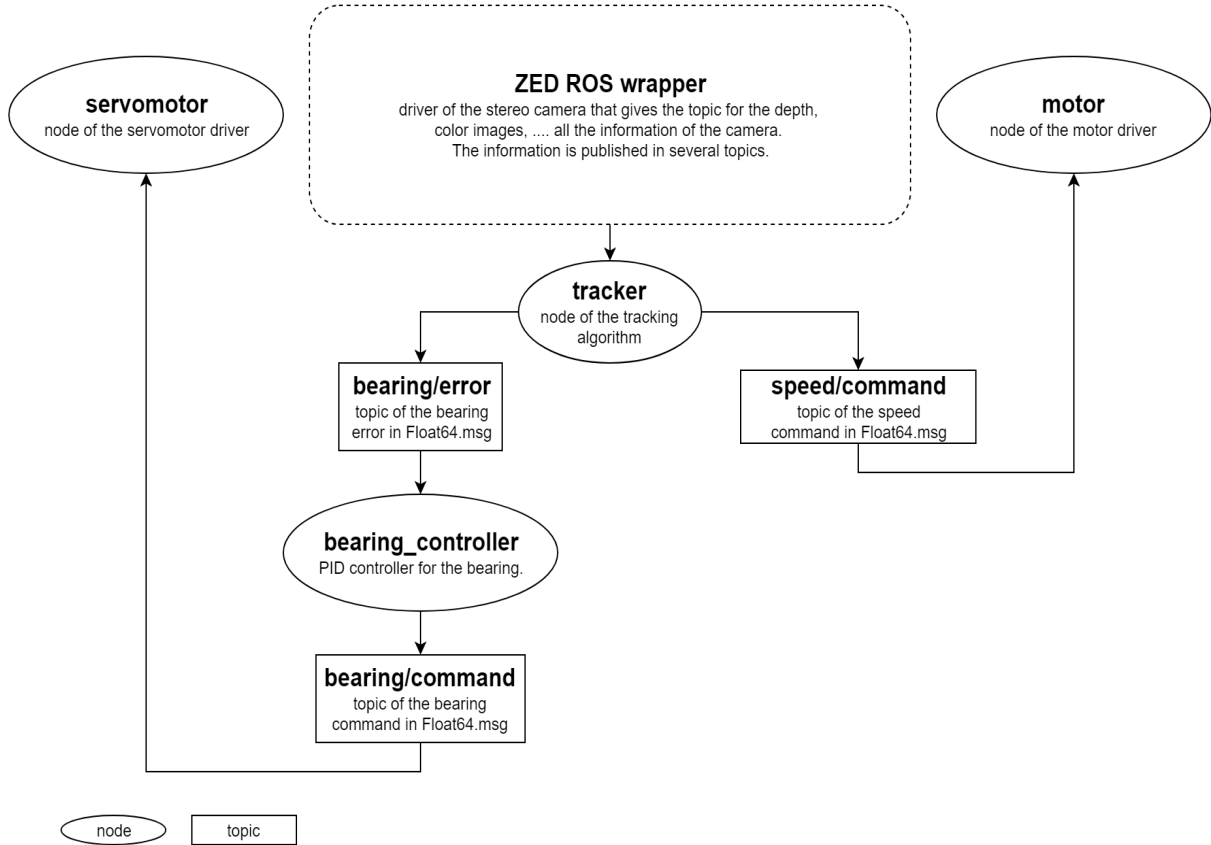 ZED ROS wrapper
driver of the stereo camera that gives the topic for the depth,
color images, .... all the information of the camera.
The information is published in several topics.
servomotor
node of the servomotor driver
motor
node of the motor driver
tracker
node of the tracking
algorithm
bearing/error
topic of the bearing
error in Float64.msg
speed/command
topic of the speed
command in Float64.msg
bearing_controller
PID controller for the bearing.
bearing/command
topic of the bearing
command in Float64.msg
node
topic